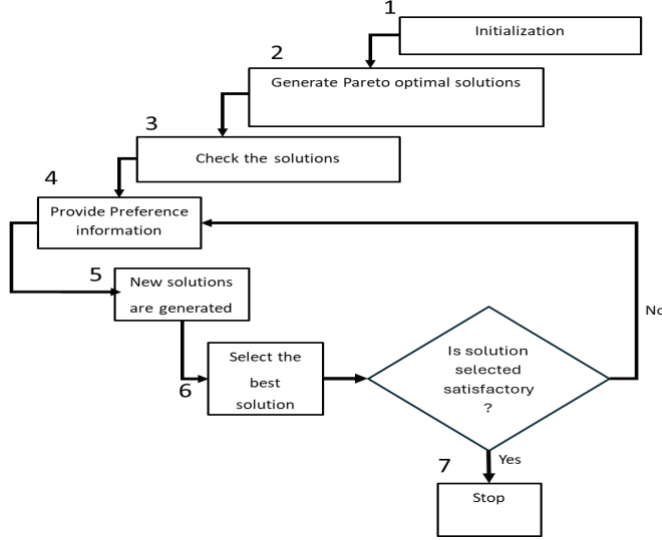 1
Initialization
2
Generate Pareto optimal solutions
3
Check the solutions
4
Provide Preference
information
5
New solutions
are generated
6
Select the
best
solution
Is solution
selected
satisfactory
?
No
Yes
7
Stop